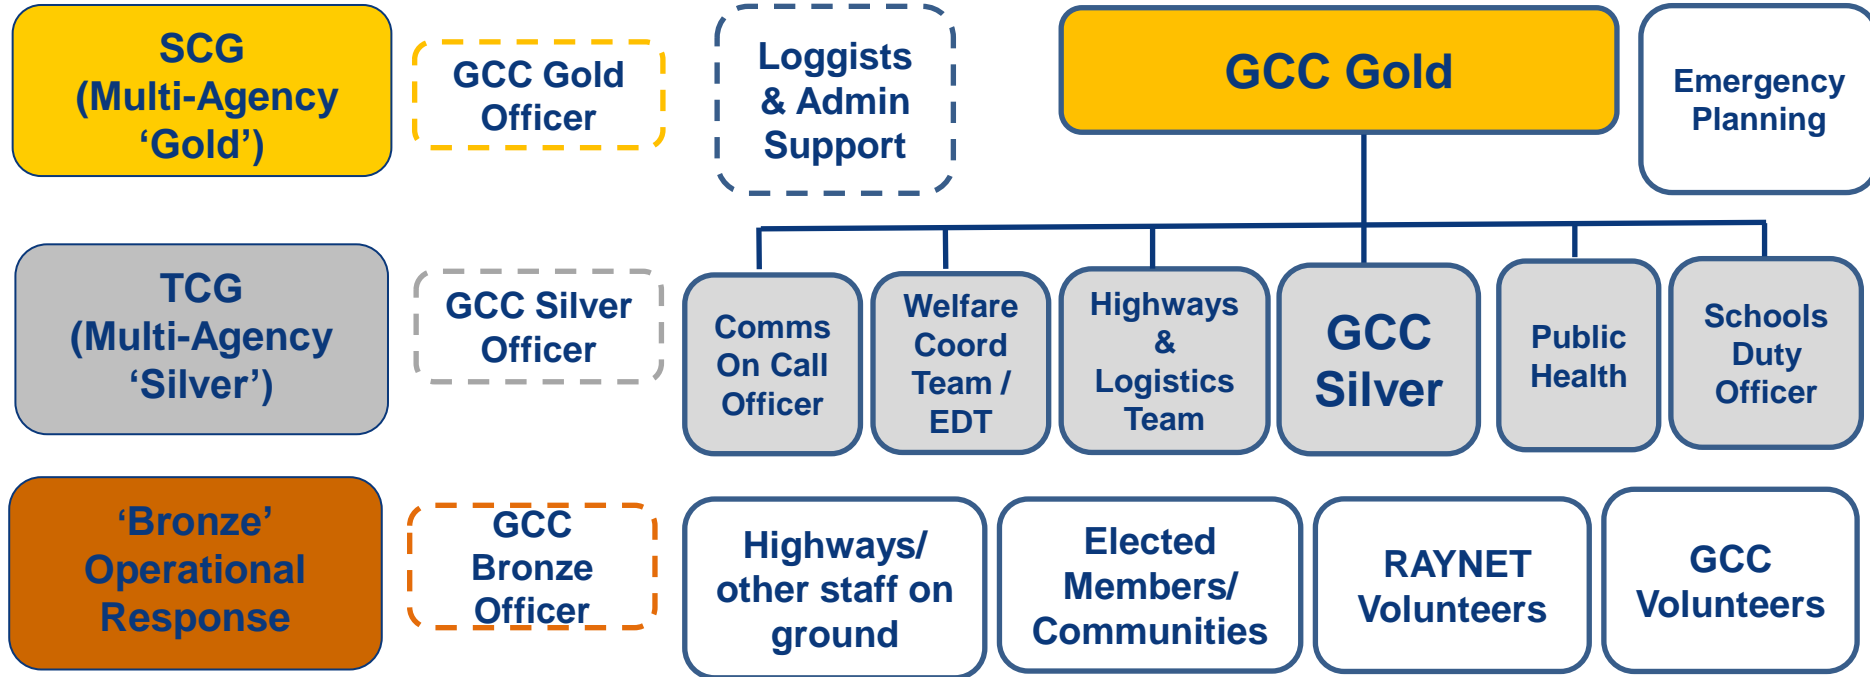 SCG
(Multi-Agency
‘Gold’)
GCC Gold
Officer
Loggists
& Admin
Support
GCC Gold
Emergency
Planning
TCG
(Multi-Agency
‘Silver’)
GCC Silver
Officer
Comms
On Call
Officer
Welfare
Coord
Team /
EDT
Highways
&
Logistics
Team
GCC
Silver
Public
Health
Schools
Duty
Officer
‘Bronze’
Operational
Response
GCC
Bronze
Officer
Highways/
other staff on
ground
Elected
Members/
Communities
RAYNET
Volunteers
GCC
Volunteers